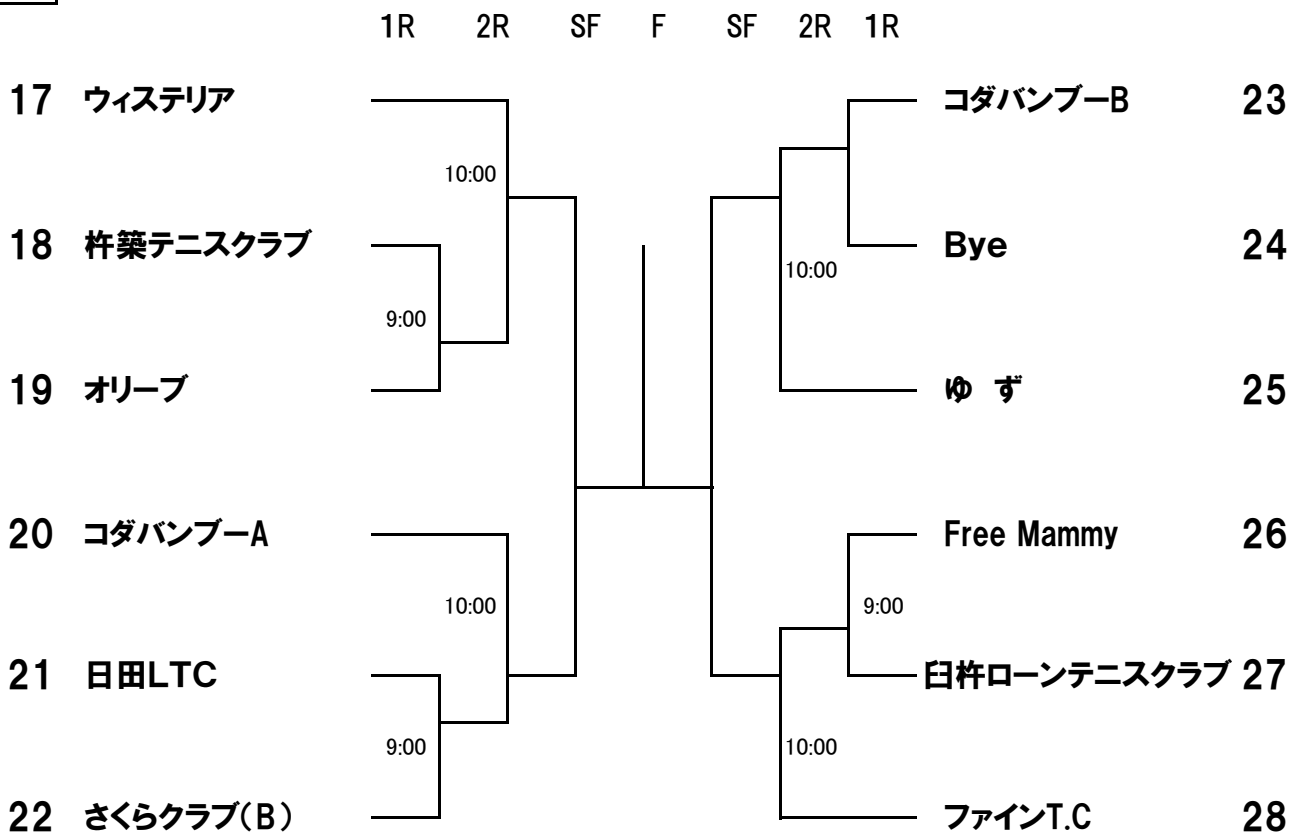 1R 2R SF F SF 2R 1R
17 ウィステリア コダバンブーB 23
10:00
18 杵築テニスクラブ Bye 24
10:00
9:00
19 オリーブ ゆ ず 25
20 コダバンブーA Free Mammy 26
10:00 9:00
21 日田LTC 臼杵ローンテニスクラブ 27
9:00 10:00
22 さくらクラブ(B) ファインT.C 28